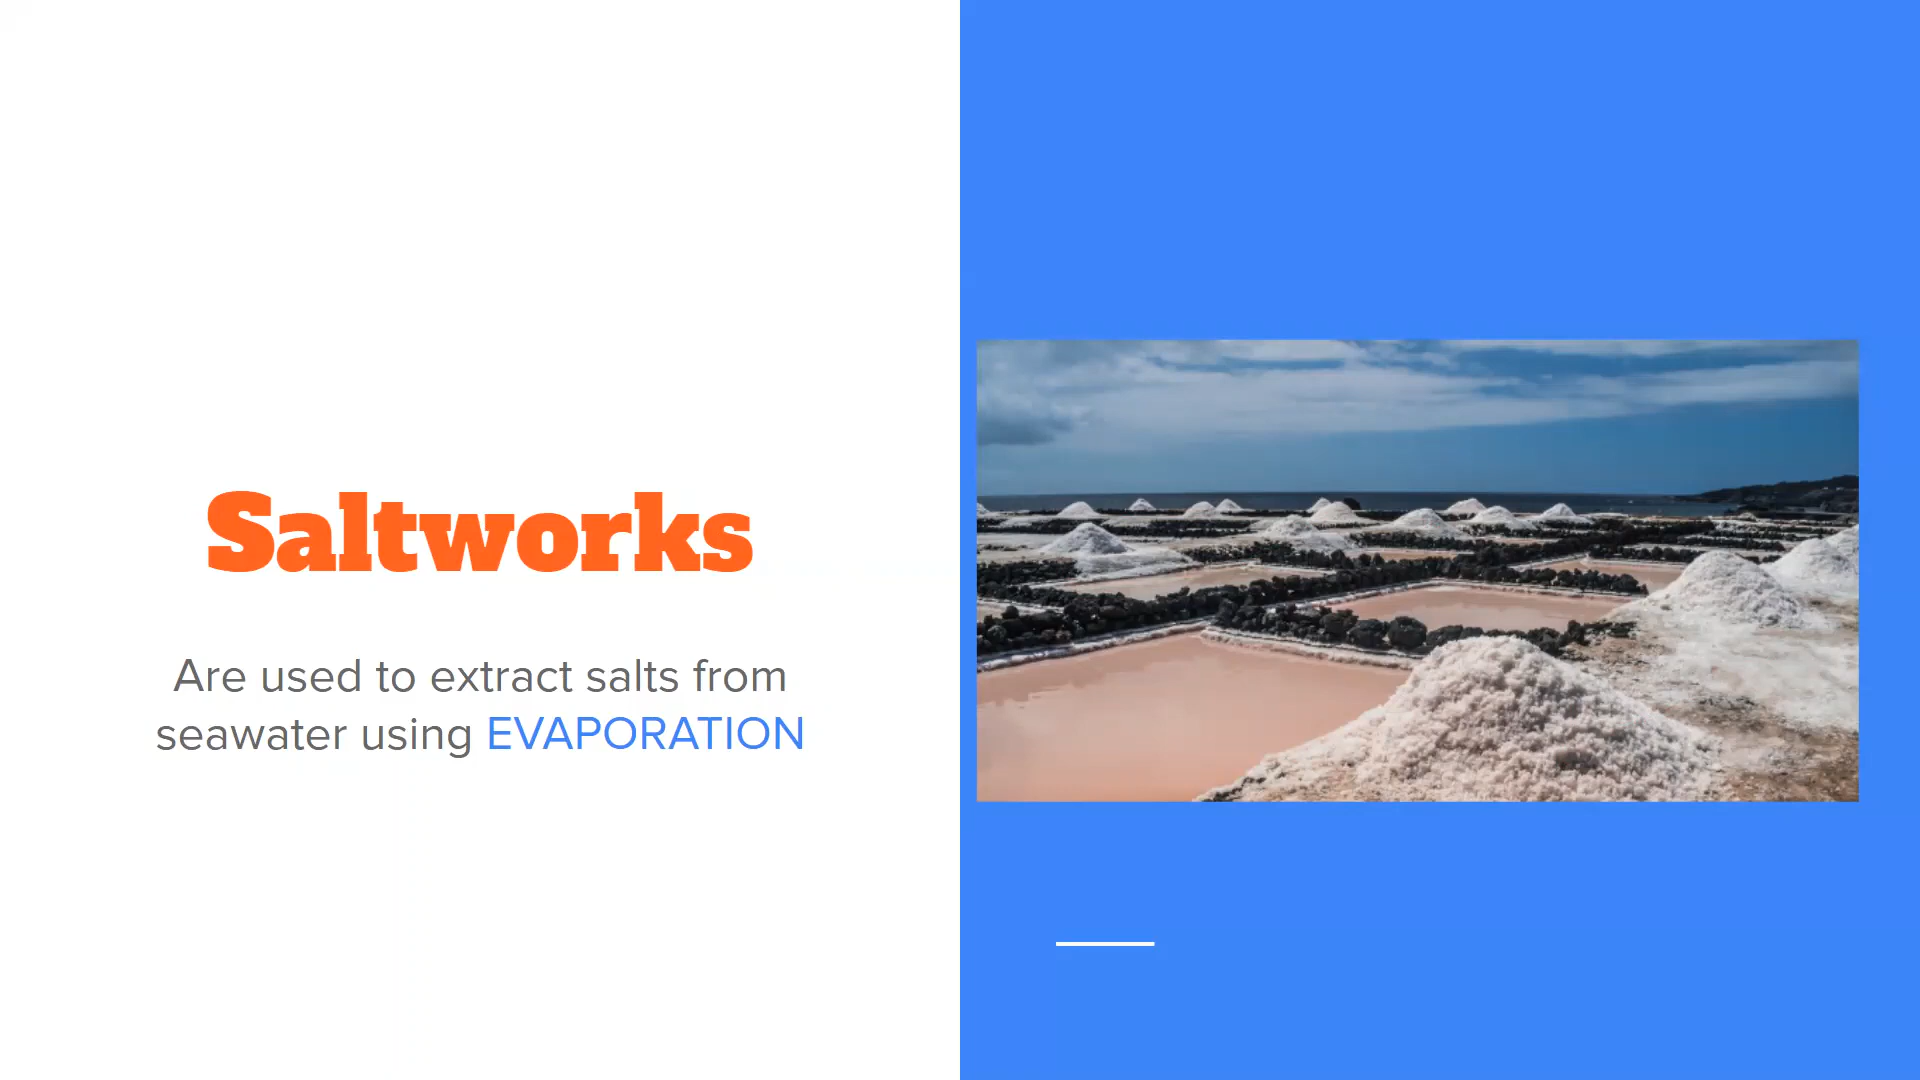 Saltworks
Are used to extract salts from
seawater using EVAPORATION